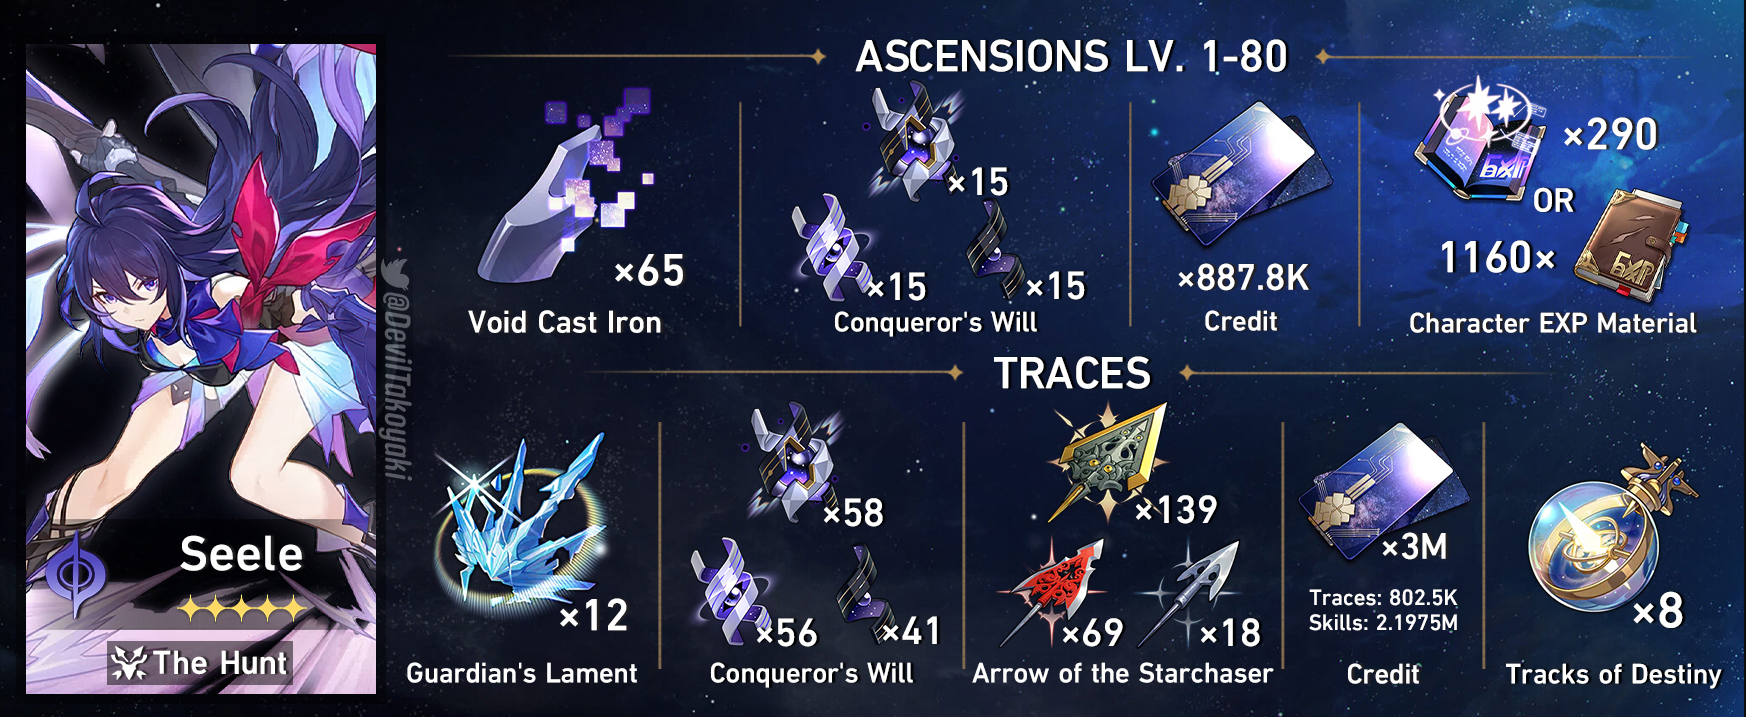 ASCENSIONS LV. 1-80
×65
Void Cast Iron
×15
×15
×15
Conqueror's Will
×887.8K
Credit
EXP
×290
OR
1160×
EXP
Character EXP Material
@DevilTakoyaki
Seele
The Hunt
TRACES
×12
Guardian's Lament
×58
×56
×41
Conqueror's Will
×139
×69
×18
Arrow of the Starchaser
×3M
Traces: 802.5K
Skills: 2.1975M
Credit
×8
Tracks of Destiny